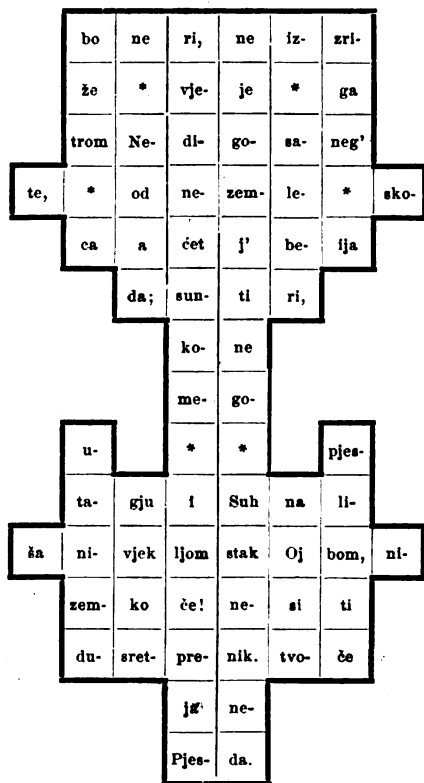 bo ne ri, ne iz- zri-
že * vje- je * ga
trom Ne- di- go- sa- neg'
te, * od ne- zem- le- * sko-
ca a ćet j' be- ija
da; sun- ti ri,
ko- ne
me- go-
u- * * pjes-
ta- gju i Suh na li-
ša ni- vjek ljom stak Oj bom, ni-
zem- ko če! ne- si ti
du- sret- pre- nik. tvo- če
ja ne-
Pjes- da.